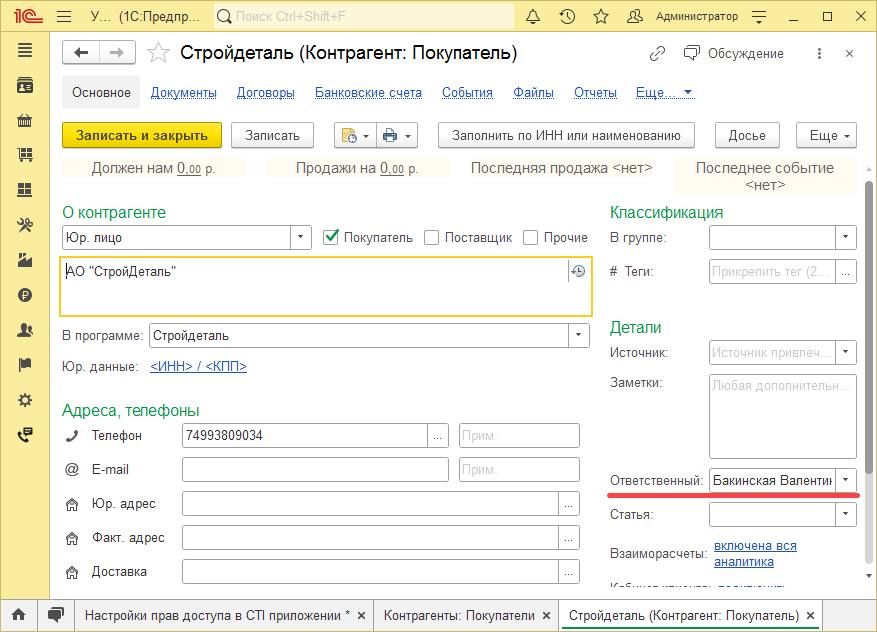 1С У... (1С:Предпр... Поиск Ctrl+Shift+F Администратор
Стройдеталь (Контрагент: Покупатель) Обсуждение
Основное Документы Договоры Банковские счета События Файлы Отчеты Еще...
Записать и закрыть Записать Заполнить по ИНН или наименованию Досье Еще
Должен нам 0,00 р. Продажи на 0,00 р. Последняя продажа <нет> Последнее событие
<нет>
О контрагенте Классификация
Юр. лицо Покупатель Поставщик Прочие В группе:
АО "СтройДеталь" # Теги: Прикрепить тег (2... ...
Детали
В программе: Стройдеталь
Источник: Источник привлеч...
Юр. данные: <ИНН> / <КПП>
Заметки: Любая дополнительн...
Адреса, телефоны
Телефон 74993809034 ... Прим.
@ E-mail Прим.
Ответственный: Бакинская Валентин
Юр. адрес ...
Статья:
Факт. адрес ...
Взаиморасчеты: включена вся
аналитика
Доставка ...
Настройки прав доступа в CTI приложении * × Контрагенты: Покупатели × Стройдеталь (Контрагент: Покупатель) ×